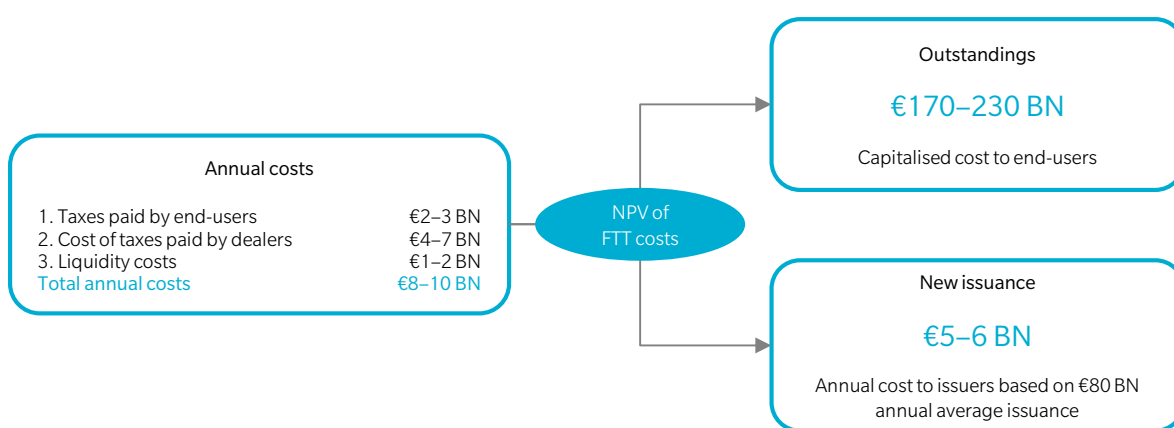 Annual costs
1. Taxes paid by end-users €2–3 BN
2. Cost of taxes paid by dealers €4–7 BN
3. Liquidity costs €1–2 BN
Total annual costs €8–10 BN
NPV of
FTT costs
Outstandings
€170–230 BN
Capitalised cost to end-users
New issuance
€5–6 BN
Annual cost to issuers based on €80 BN
annual average issuance